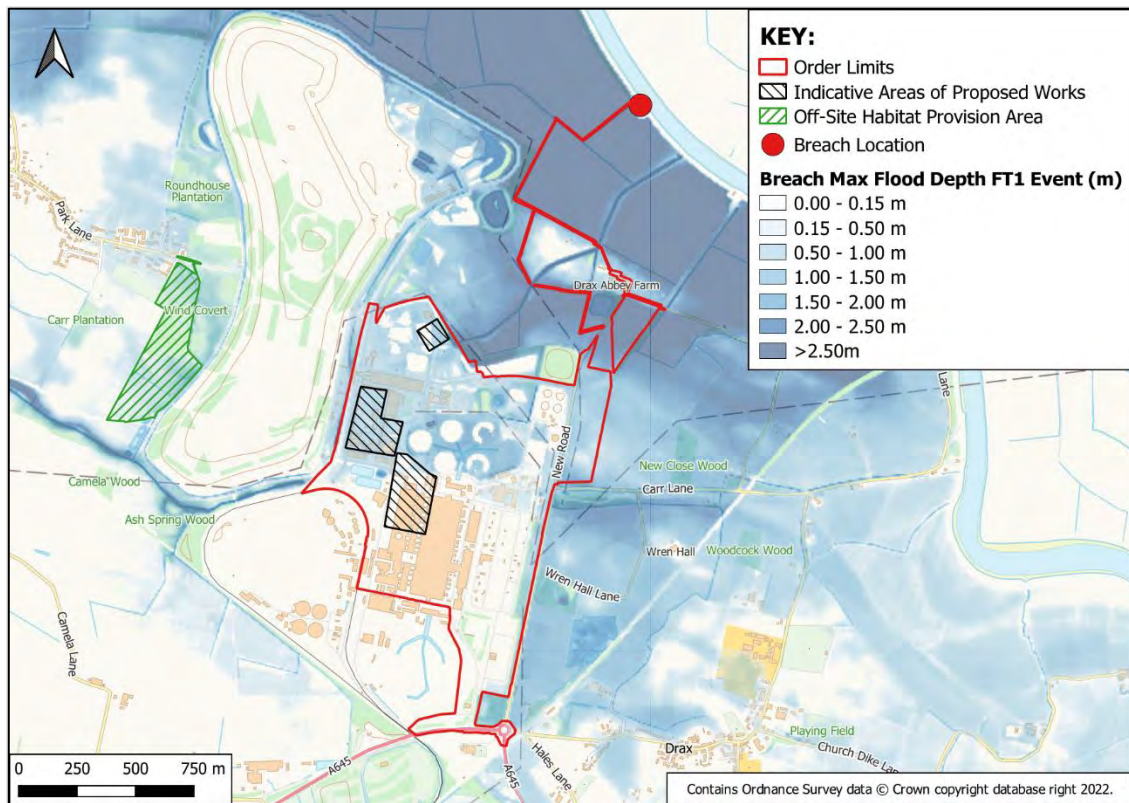 KEY:
Order Limits
Indicative Areas of Proposed Works
Off-Site Habitat Provision Area
Breach Location
Breach Max Flood Depth FT1 Event (m)
0.00 - 0.15 m
0.15 - 0.50 m
0.50 - 1.00 m
1.00 - 1.50 m
1.50 - 2.00 m
2.00 - 2.50 m
>2.50m
Roundhouse
Plantation
Park Lane
Wind Covert
Carr Plantation
Drax Abbey Farm
Lane
New Road
New Close Wood
Carr Lane
Camela Wood
Ash Spring Wood
Wren Hall
Woodcock Wood
Wren Hall Lane
Camela Lane
Playing Field
Drax
Church Dike Lane
Hales Lane
A645
A645
0 250 500 750 m
Contains Ordnance Survey data © Crown copyright database right 2022.